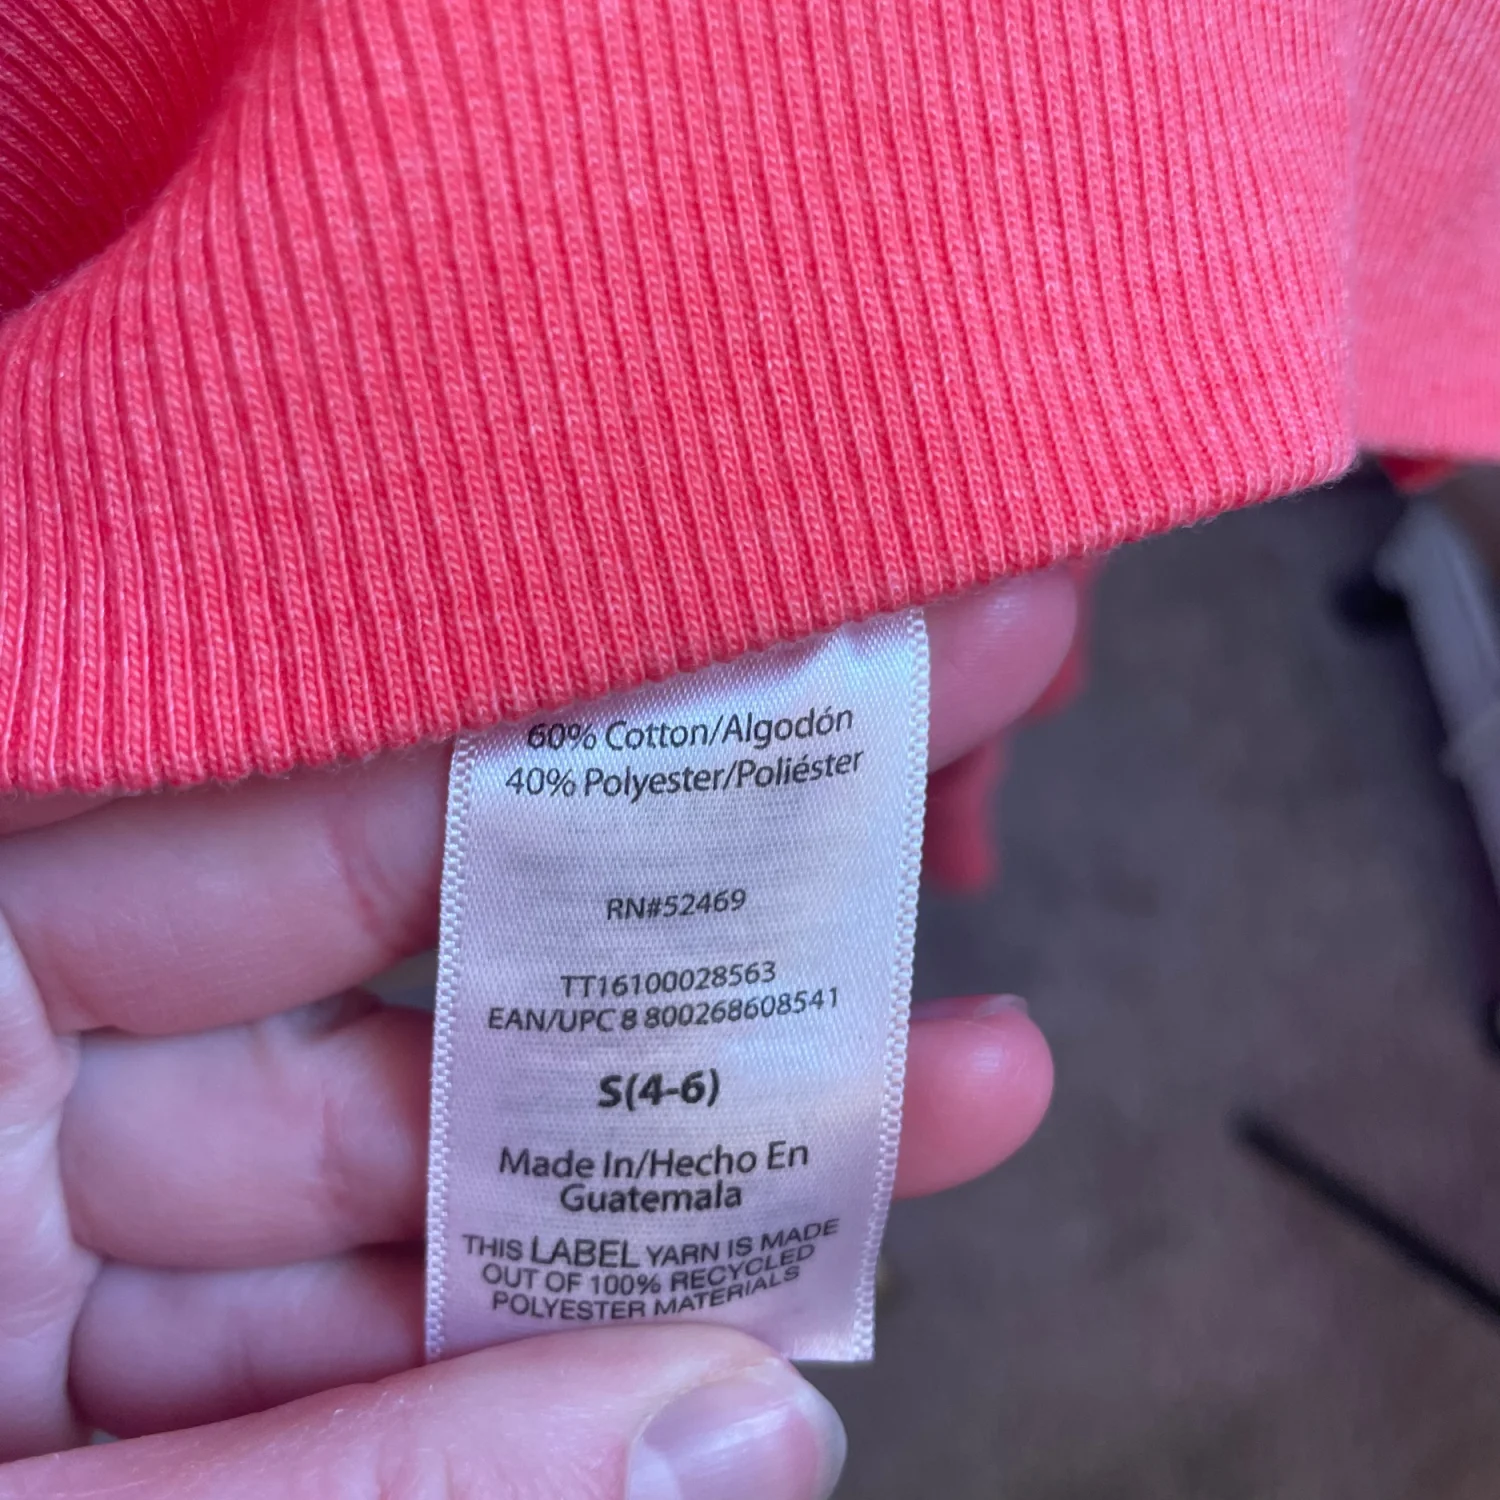 60% Cotton/Algodón
40% Polyester/Poliéster
RN#52469
TT16100028563
EAN/UPC 8 800268608541
S(4-6)
Made In/Hecho En
Guatemala
THIS LABEL YARN IS MADE
OUT OF 100% RECYCLED
POLYESTER MATERIALS